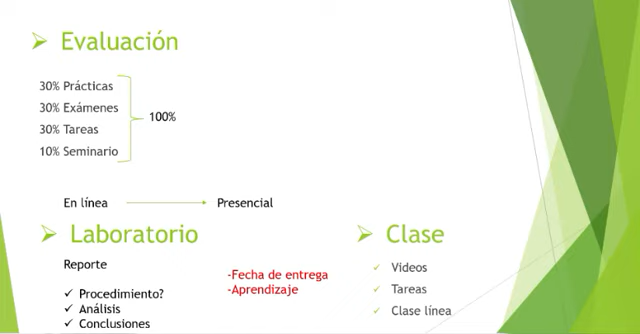 Evaluación
30% Prácticas
30% Exámenes
30% Tareas
10% Seminario
100%
En línea
Presencial
Laboratorio
Reporte
Procedimiento?
Análisis
Conclusiones
-Fecha de entrega
-Aprendizaje
Clase
Videos
Tareas
Clase línea